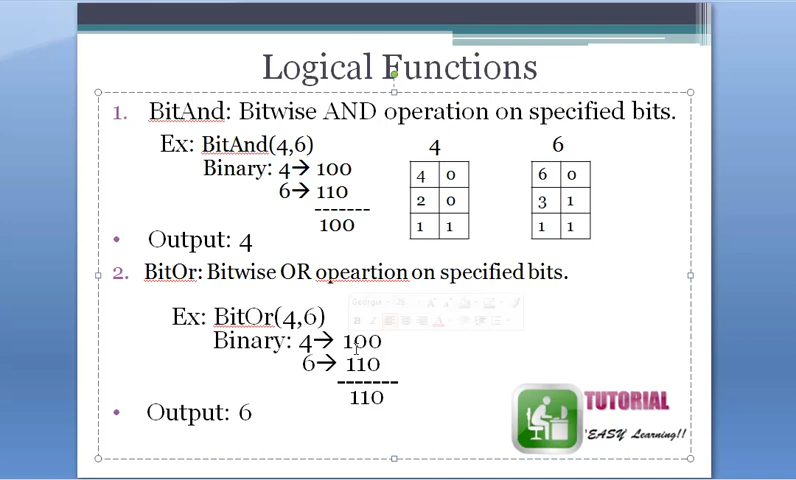 Logical Functions
1. BitAnd: Bitwise AND operation on specified bits.
Ex: BitAnd(4,6)
Binary: 4→ 100
6→ 110
-------
100
4
4 0
2 0
1 1
6
6 0
3 1
1 1
• Output: 4
2. BitOr: Bitwise OR opeartion on specified bits.
Ex: BitOr(4,6)
Binary: 4→ 100
6→ 110
-------
110
• Output: 6
Georgia
B I A
TUTORIAL
'EASY Learning!!